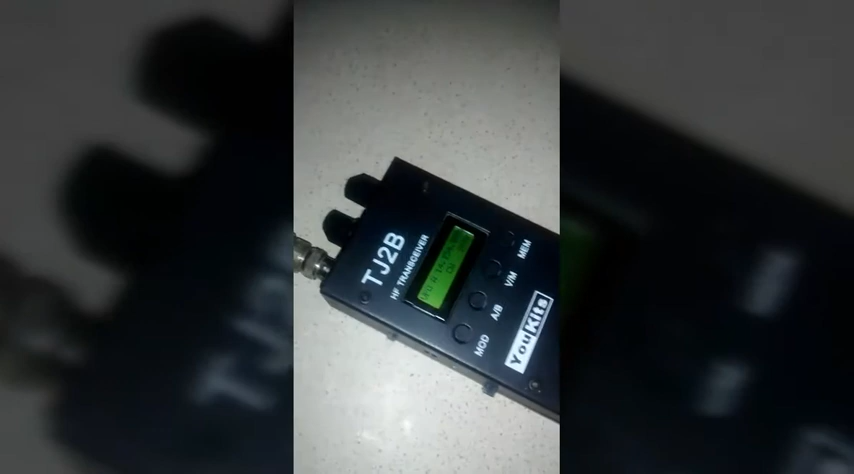 TJ2B
HF TRANSCEIVER
MEM
V/M
A/B
MOD
YouKits